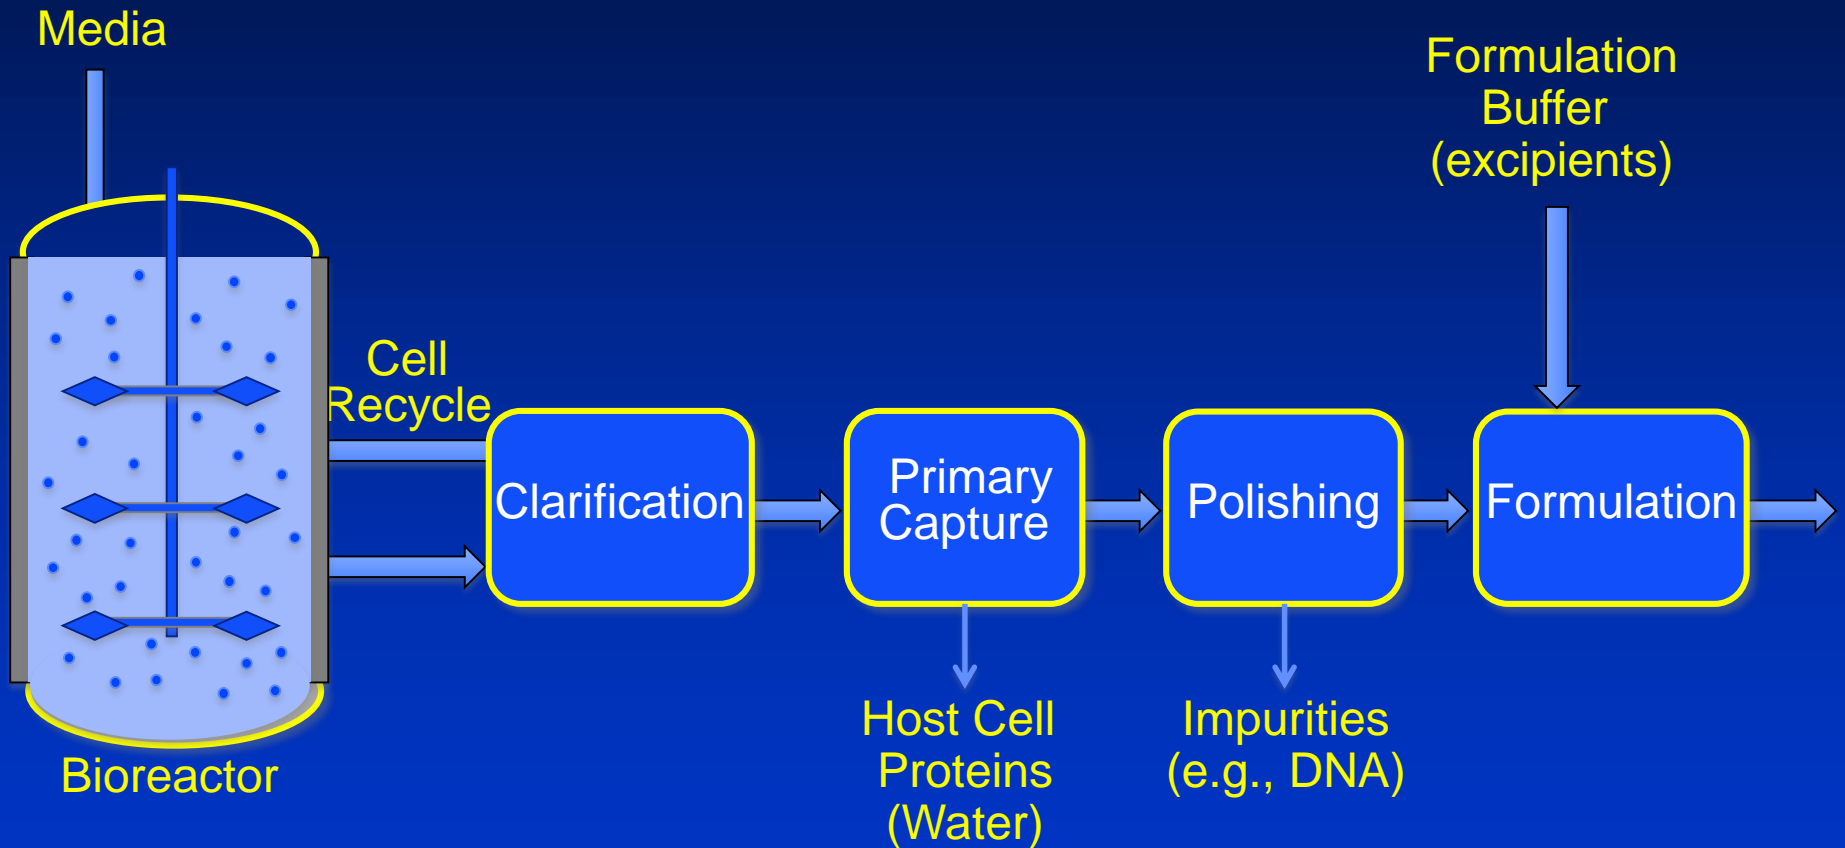 Media
Formulation
Buffer
(excipients)
Cell
Recycle
Clarification
Primary
Capture
Polishing
Formulation
Host Cell
Proteins
(Water)
Impurities
(e.g., DNA)
Bioreactor